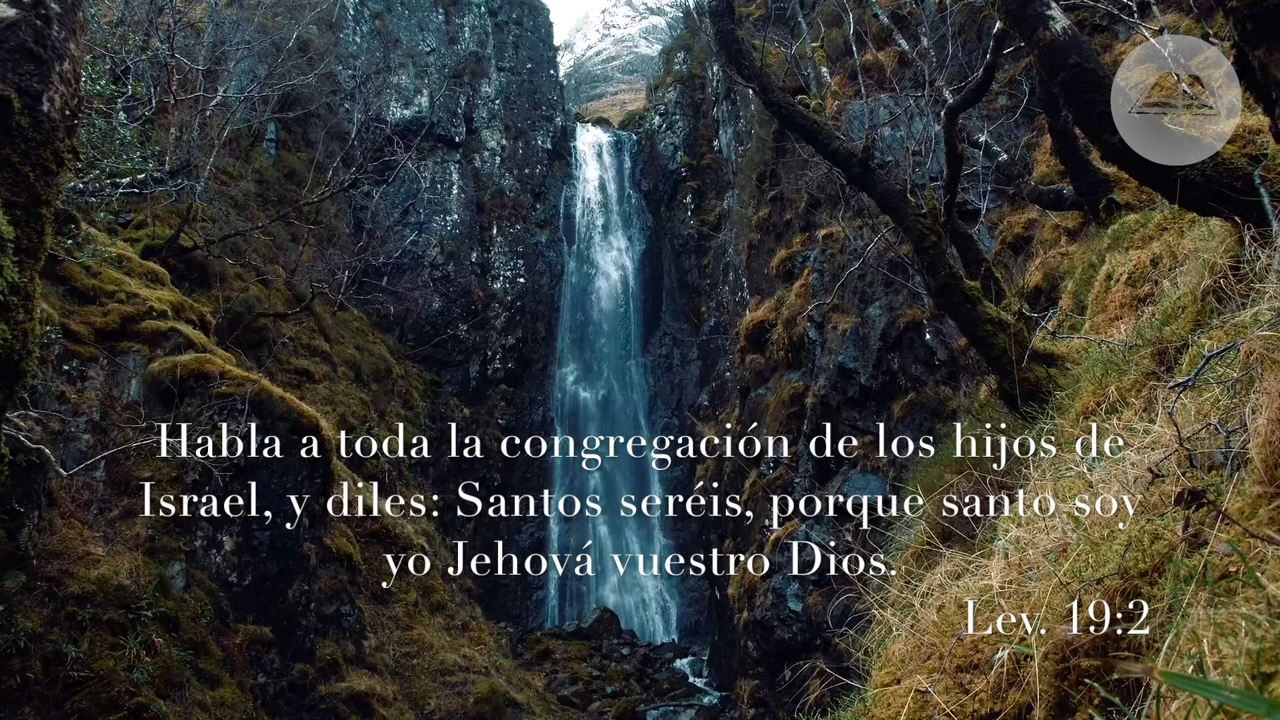 Habla a toda la congregación de los hijos de
Israel, y diles: Santos seréis, porque santo soy
yo Jehová vuestro Dios.
Lev. 19:2